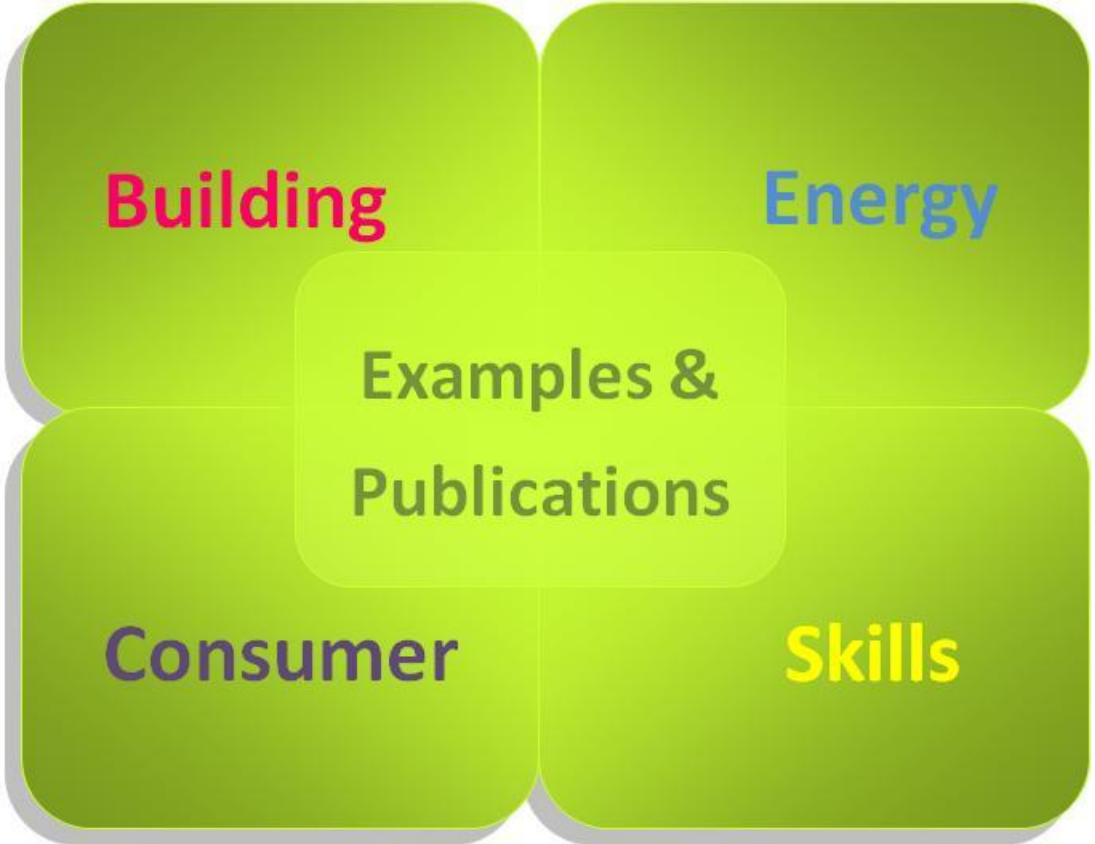 Building
Energy
Examples &
Publications
Consumer
Skills